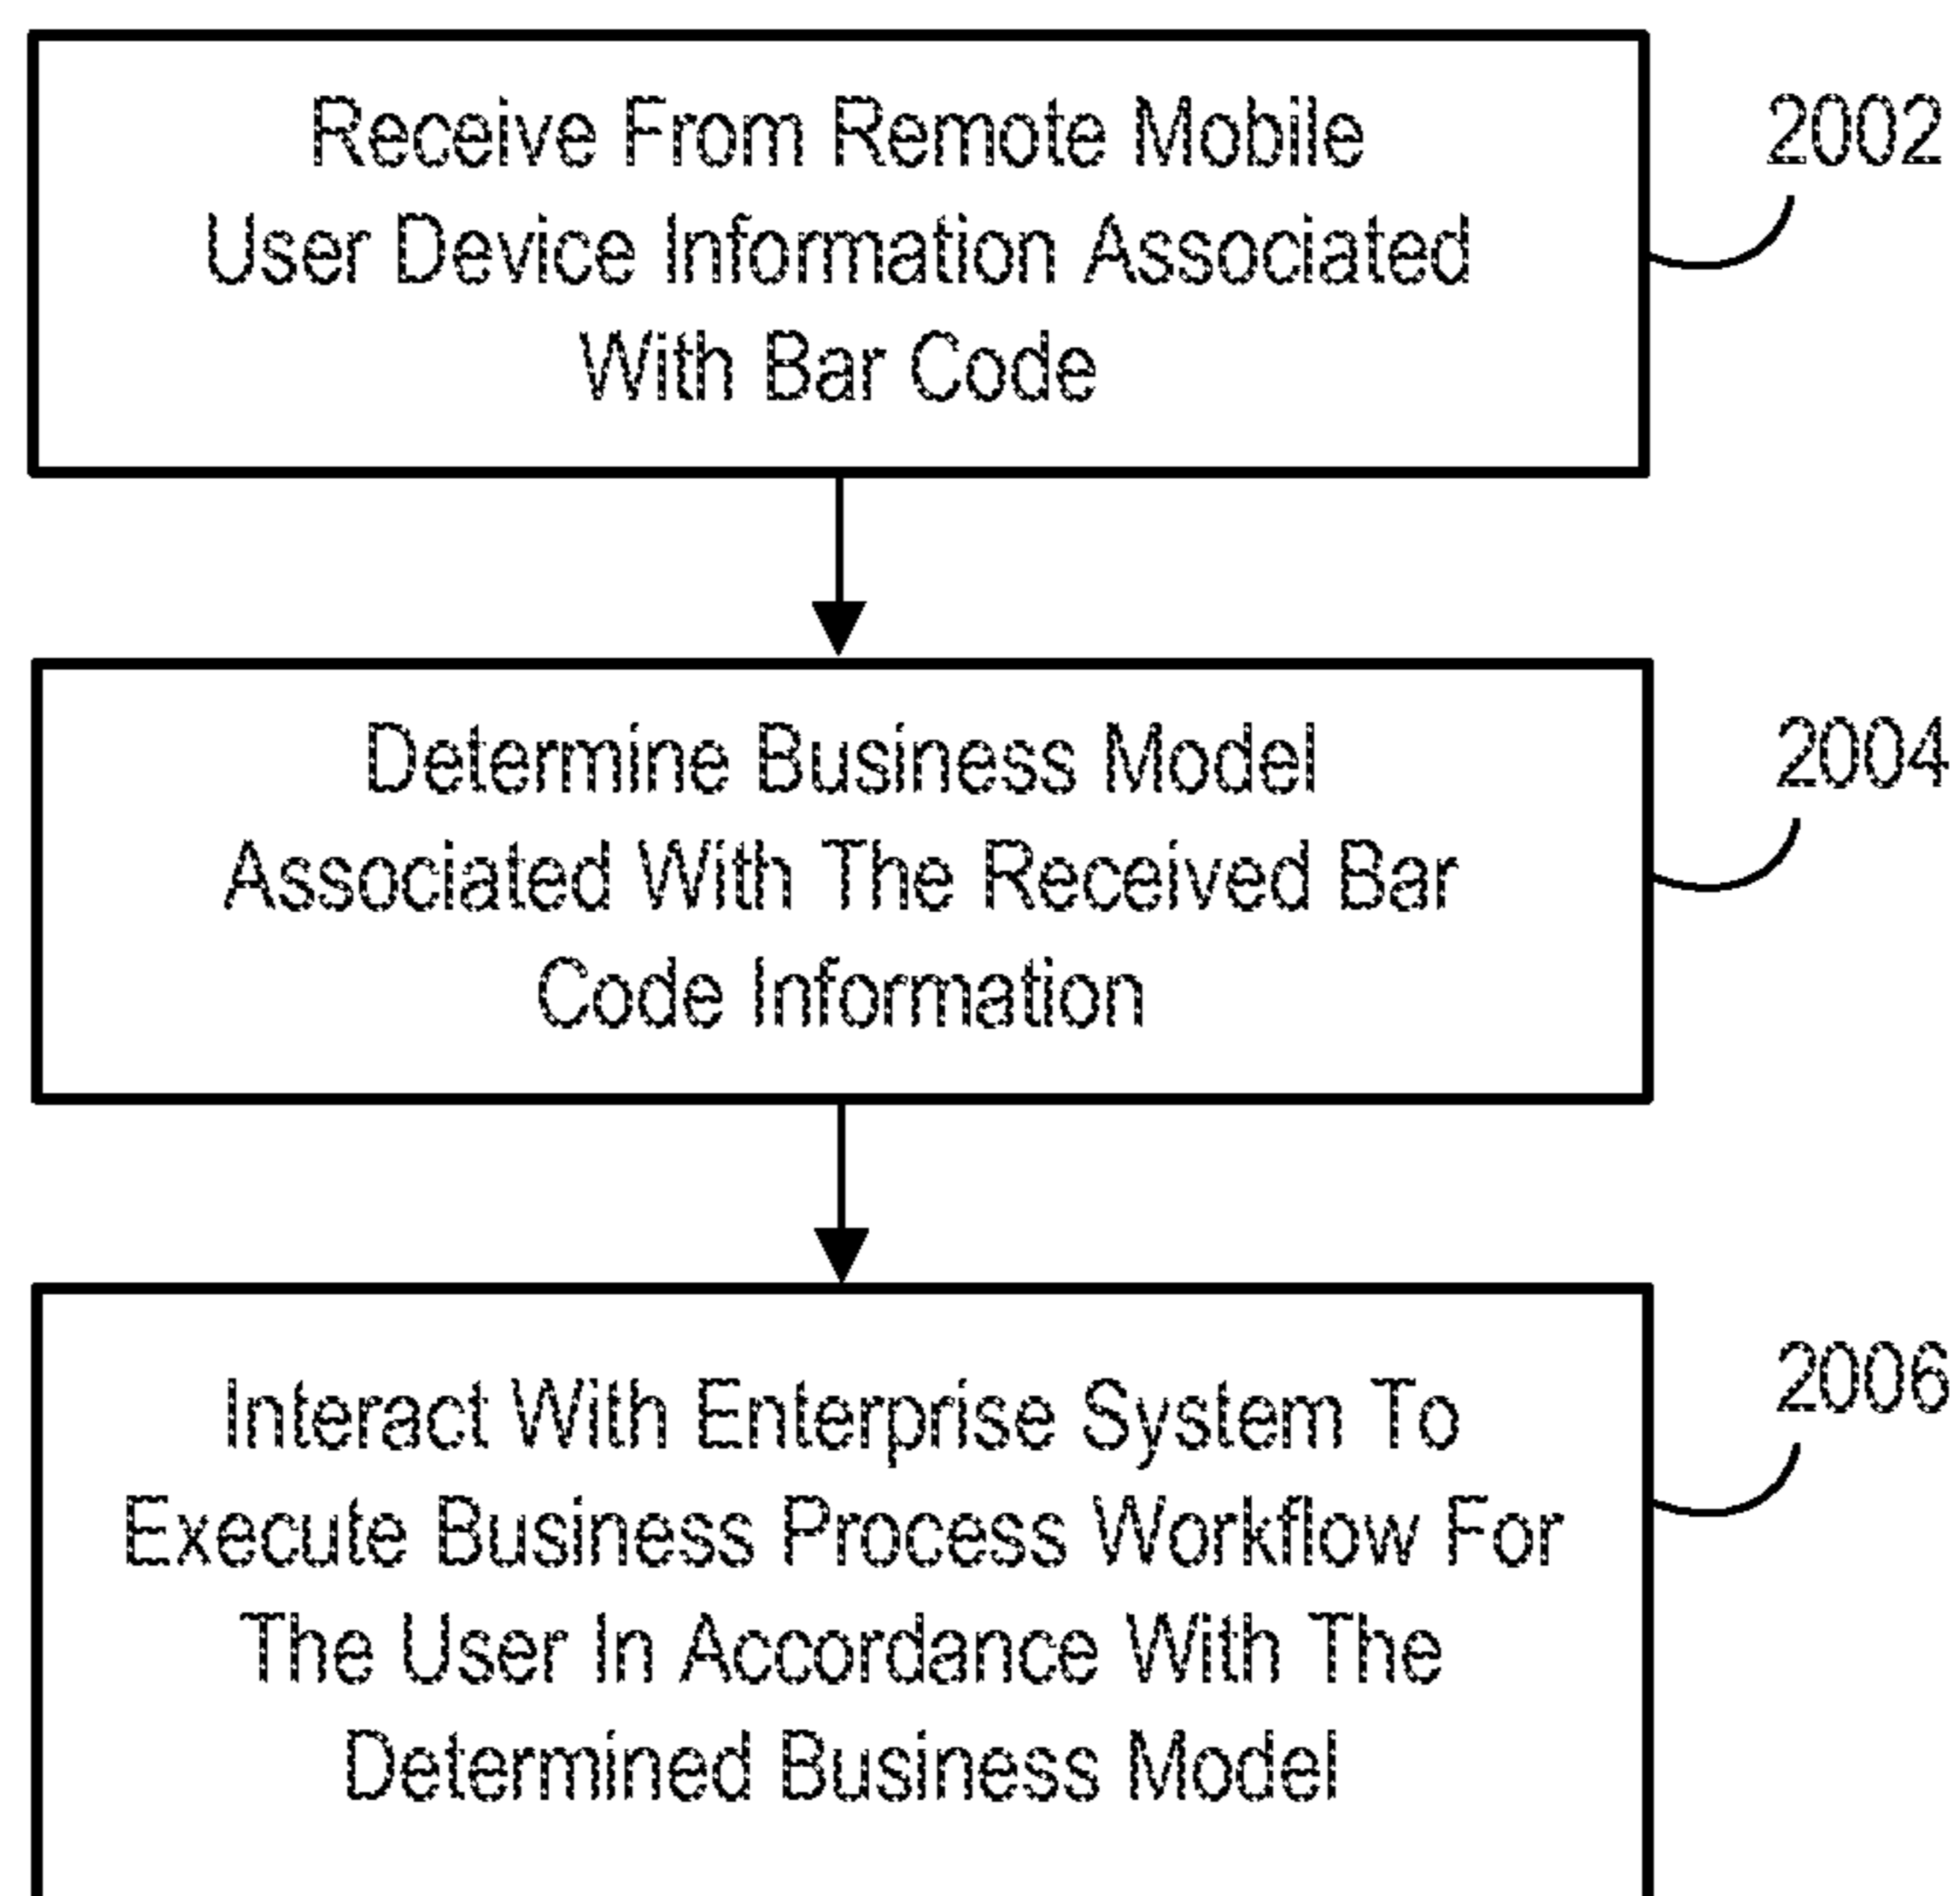 Receive From Remote Mobile
User Device Information Associated
With Bar Code
2002
Determine Business Model
Associated With The Received Bar
Code Information
2004
Interact With Enterprise System To
Execute Business Process Workflow For
The User In Accordance With The
Determined Business Model
2006